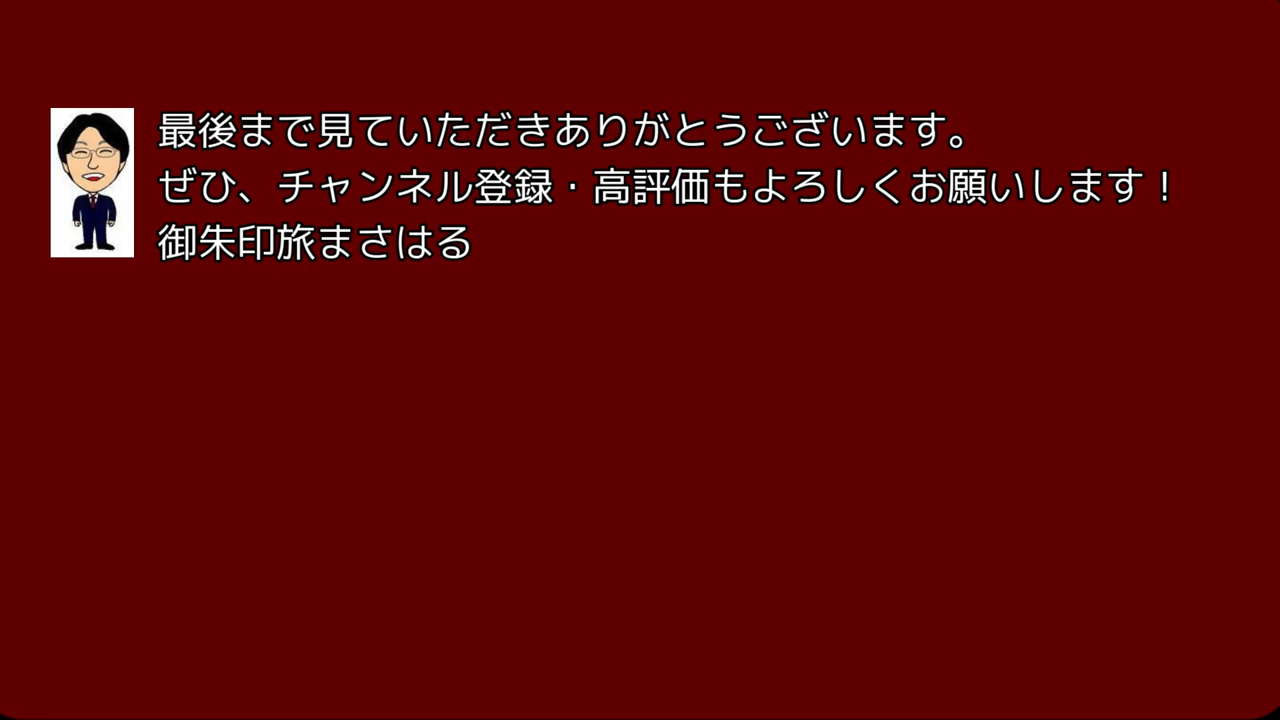 最後まで見ていただきありがとうございます。
ぜひ、チャンネル登録・高評価もよろしくお願いします！
御朱印旅まさはる